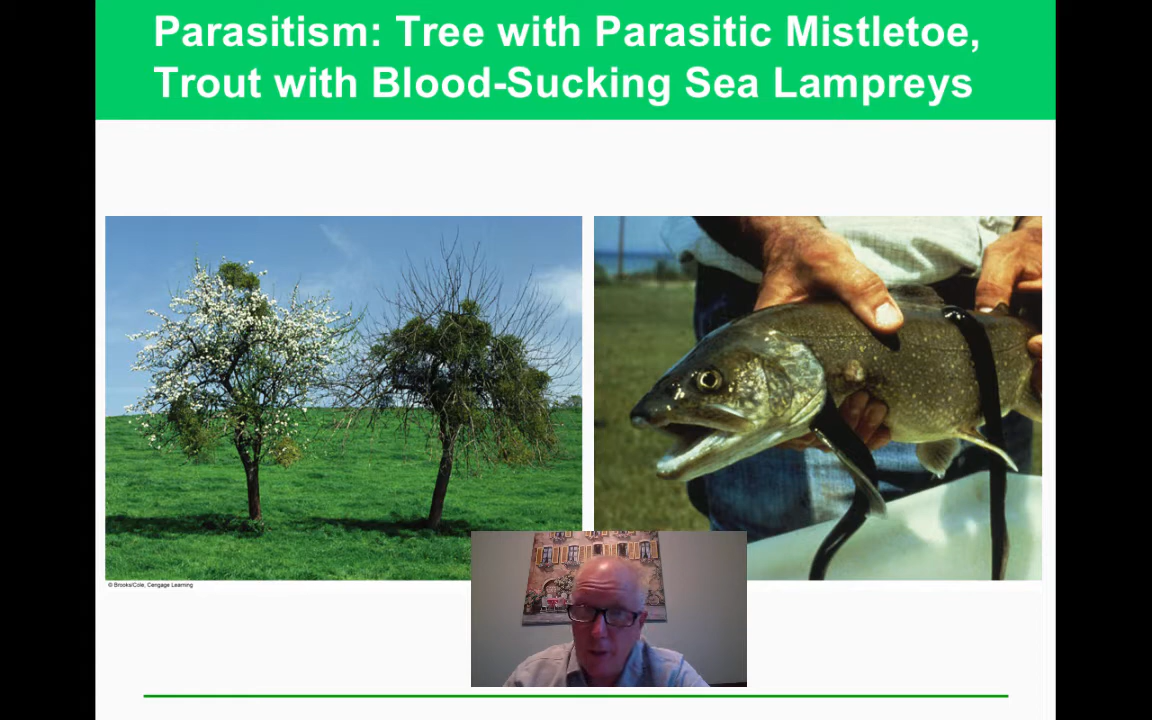 Parasitism: Tree with Parasitic Mistletoe,
Trout with Blood-Sucking Sea Lampreys
© Brooks/Cole, Cengage Learning